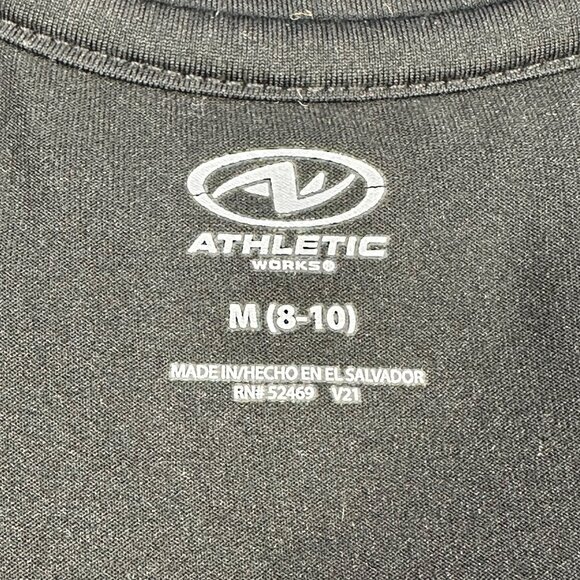 ATHLETIC
WORKS®
M (8-10)
MADE IN/HECHO EN EL SALVADOR
RN# 52469 V21